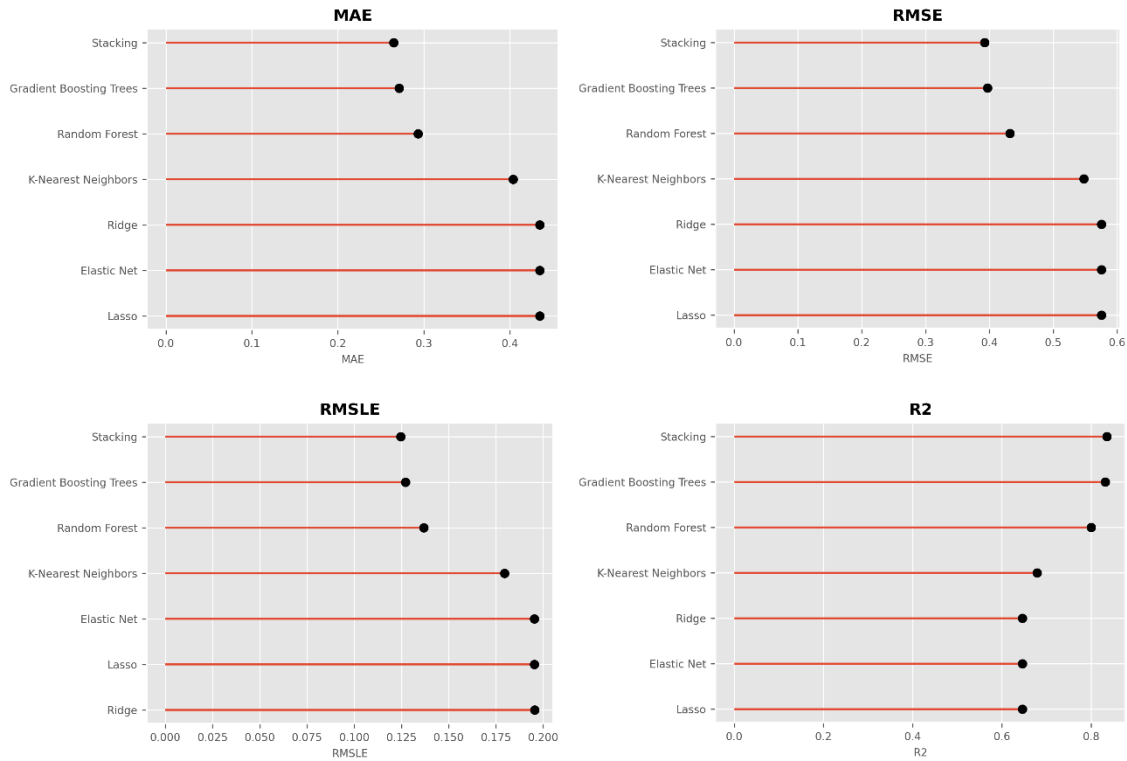 MAE
Stacking
Gradient Boosting Trees
Random Forest
K-Nearest Neighbors
Ridge
Elastic Net
Lasso
0.0 0.1 0.2 0.3 0.4
MAE
RMSE
Stacking
Gradient Boosting Trees
Random Forest
K-Nearest Neighbors
Ridge
Elastic Net
Lasso
0.0 0.1 0.2 0.3 0.4 0.5 0.6
RMSE
RMSLE
Stacking
Gradient Boosting Trees
Random Forest
K-Nearest Neighbors
Elastic Net
Lasso
Ridge
0.000 0.025 0.050 0.075 0.100 0.125 0.150 0.175 0.200
RMSLE
R2
Stacking
Gradient Boosting Trees
Random Forest
K-Nearest Neighbors
Ridge
Elastic Net
Lasso
0.0 0.2 0.4 0.6 0.8
R2